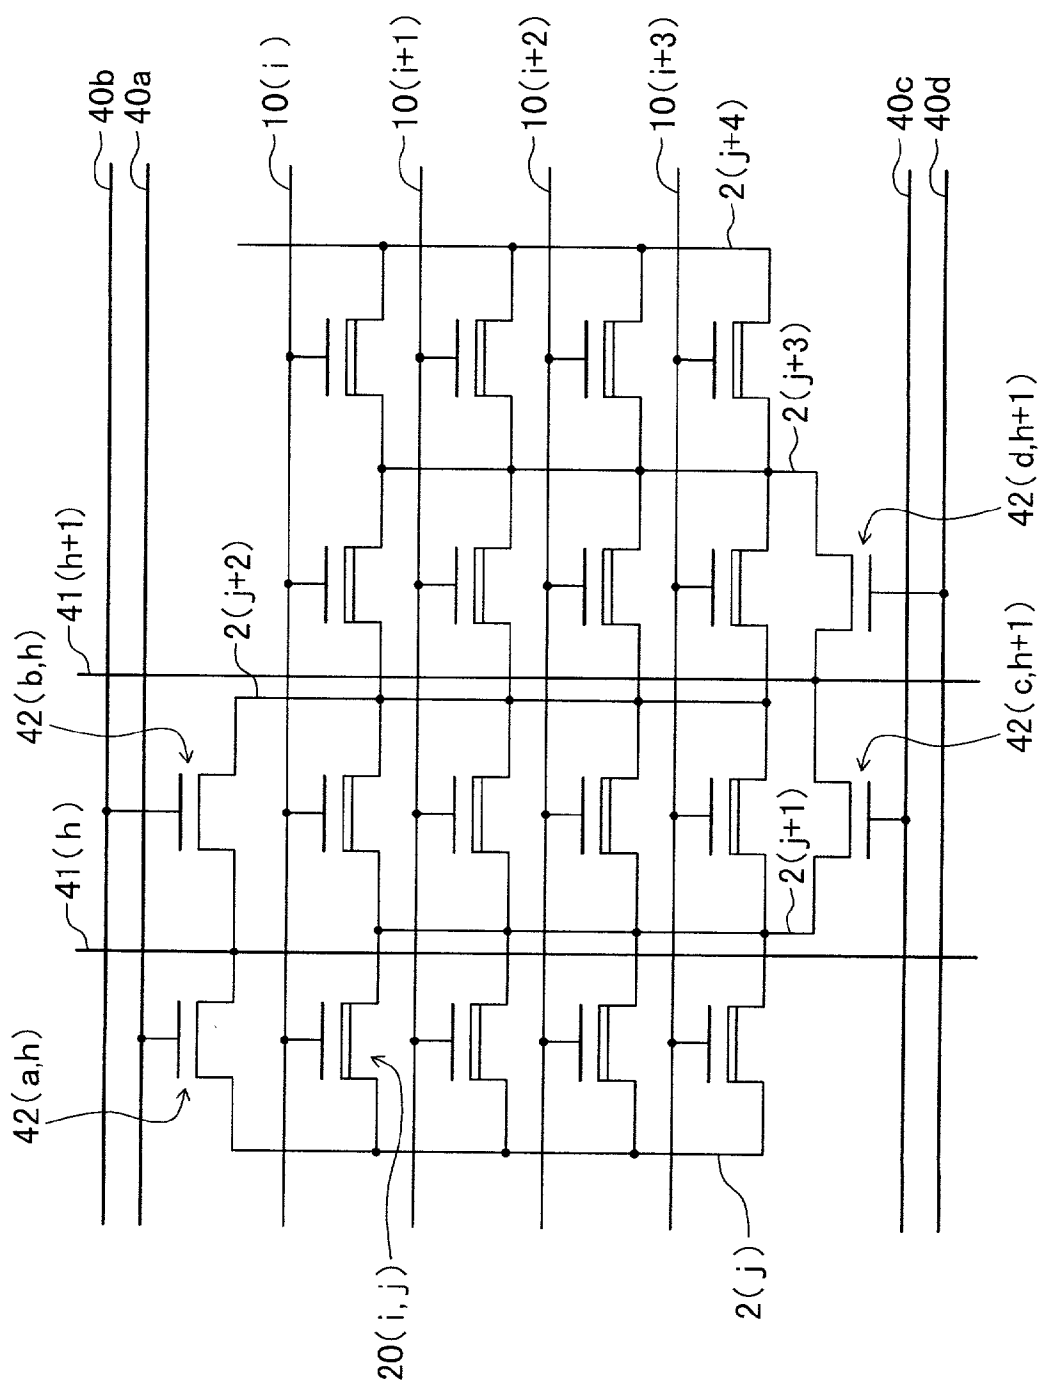 40b
40a
10(i)
10(i+1)
10(i+2)
10(i+3)
40c
40d
2(j+4)
2(j+3)
42(d,h+1)
41(h+1)
2(j+2)
42(b,h)
42(c,h+1)
41(h)
2(j+1)
42(a,h)
20(i,j)
2(j)